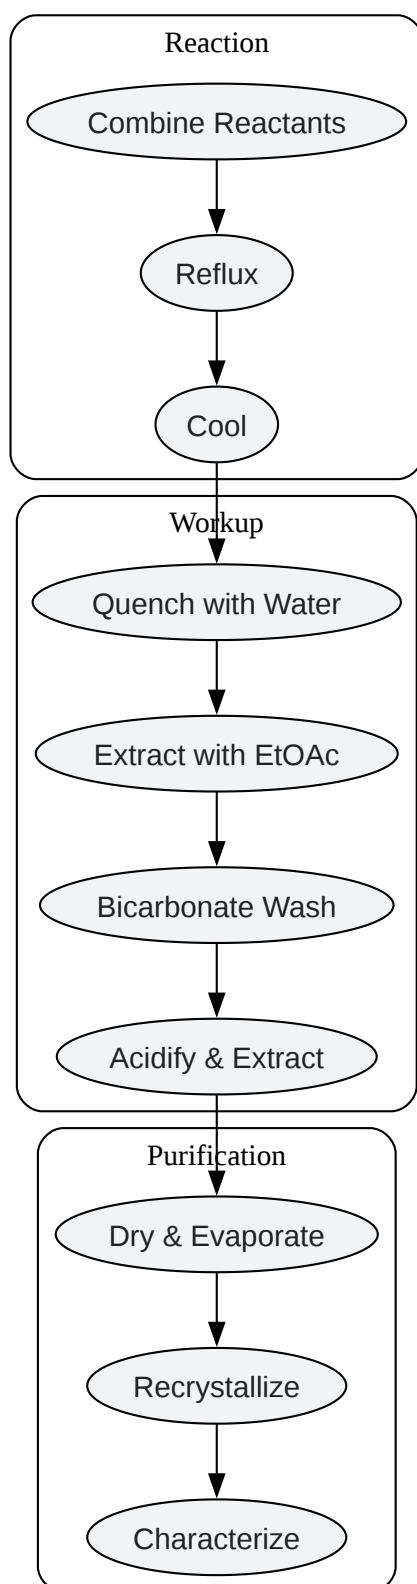 Reaction
Combine Reactants
Reflux
Cool
Workup
Quench with Water
Extract with EtOAc
Bicarbonate Wash
Acidify & Extract
Purification
Dry & Evaporate
Recrystallize
Characterize